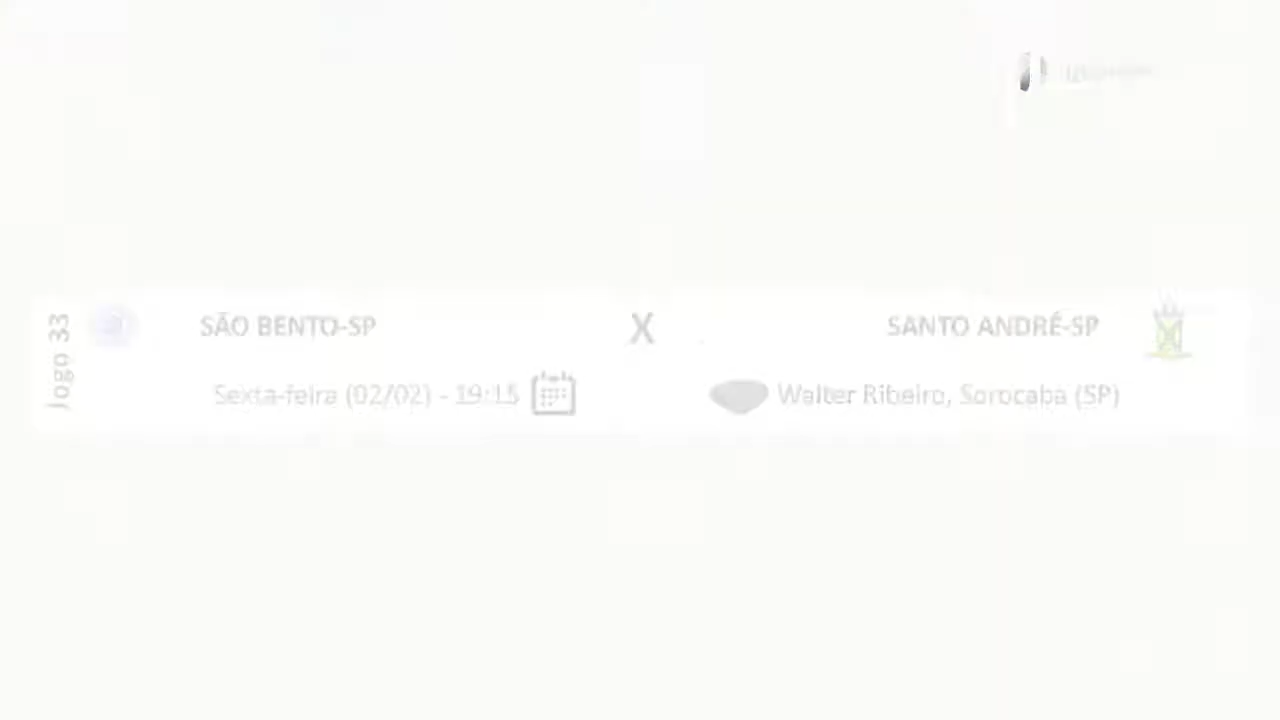 Jogo 33
SÃO BENTO-SP
X
SANTO ANDRÉ-SP
Sexta-feira (02/02) - 19:15
Walter Ribeiro, Sorocaba (SP)